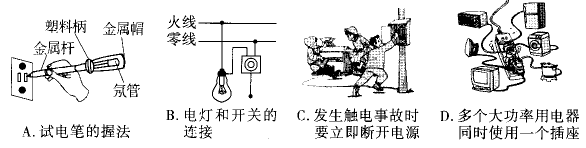 塑料柄
金属帽
金属杆
氖管
A. 试电笔的握法
火线
零线
B. 电灯和开关的
连接
C. 发生触电事故时
要立即断开电源
D. 多个大功率用电器
同时使用一个插座